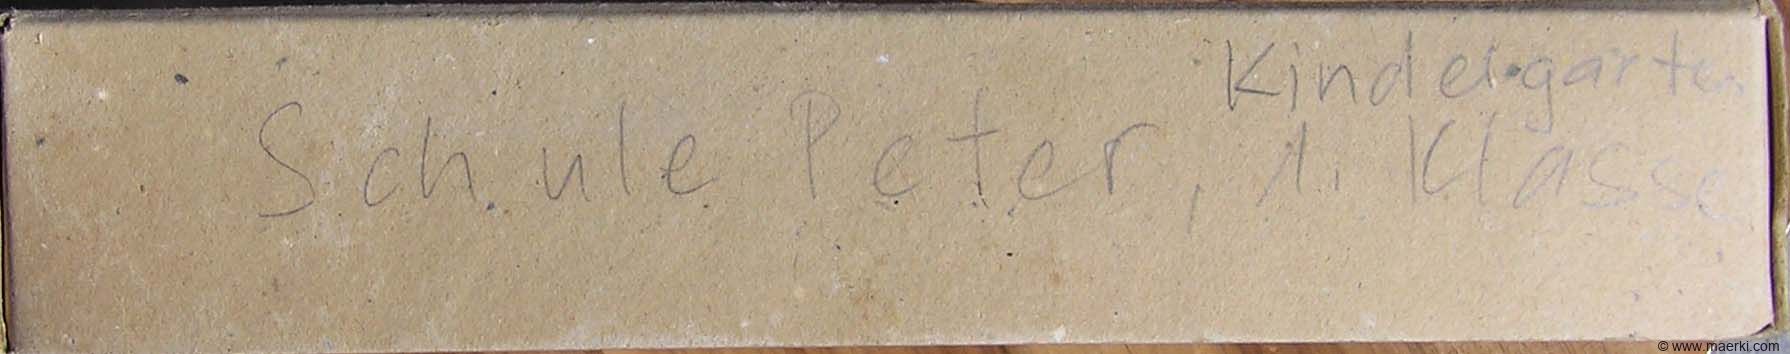 Kindergarten
Schule Peter, 1. Klasse
© www.maerki.com